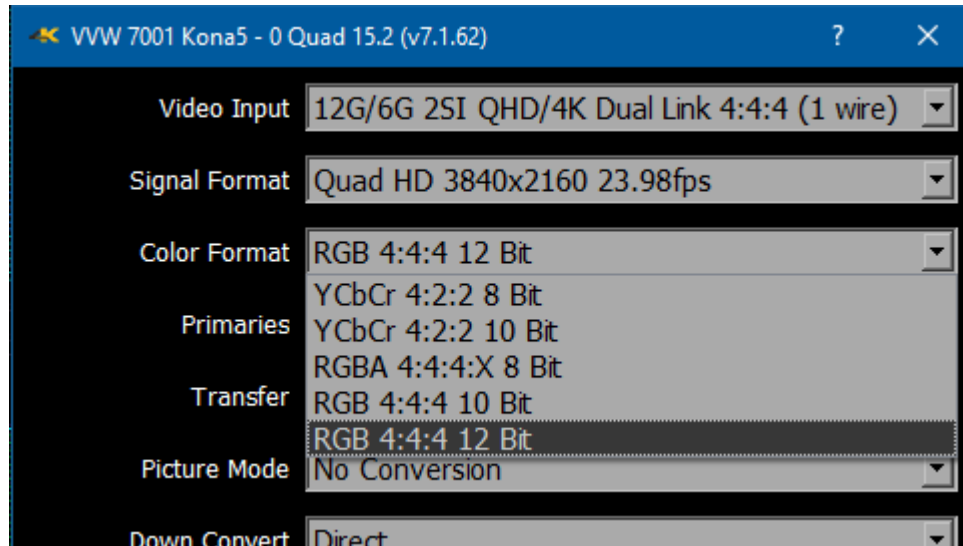 VVW 7001 Kona5 - 0 Quad 15.2 (v7.1.62) ? ×
Video Input 12G/6G 2SI QHD/4K Dual Link 4:4:4 (1 wire)
Signal Format Quad HD 3840x2160 23.98fps
Color Format RGB 4:4:4 12 Bit
YCbCr 4:2:2 8 Bit
Primaries YCbCr 4:2:2 10 Bit
RGBA 4:4:4:X 8 Bit
Transfer RGB 4:4:4 10 Bit
RGB 4:4:4 12 Bit
Picture Mode No Conversion
Down Convert Direct